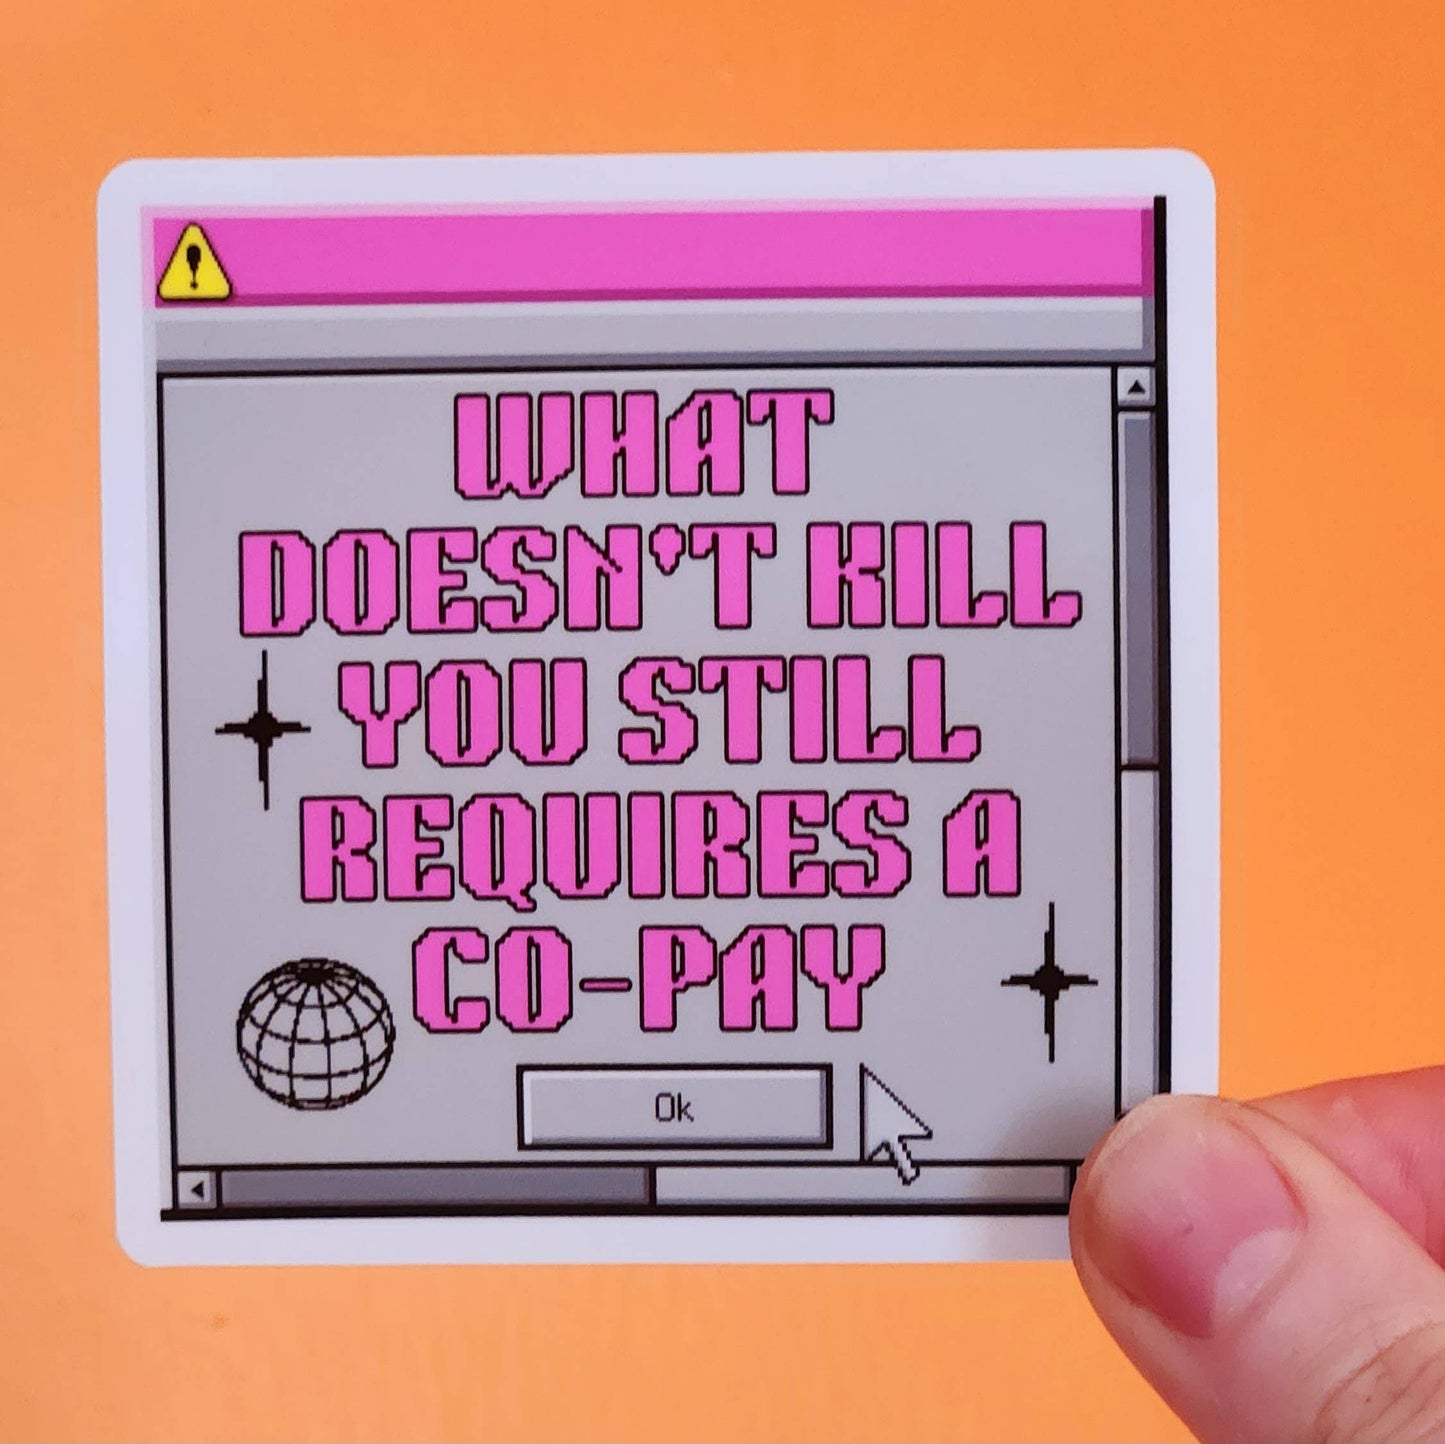 WHAT
DOESN'T KILL
YOU STILL
REQUIRES A
CO-PAY
Ok